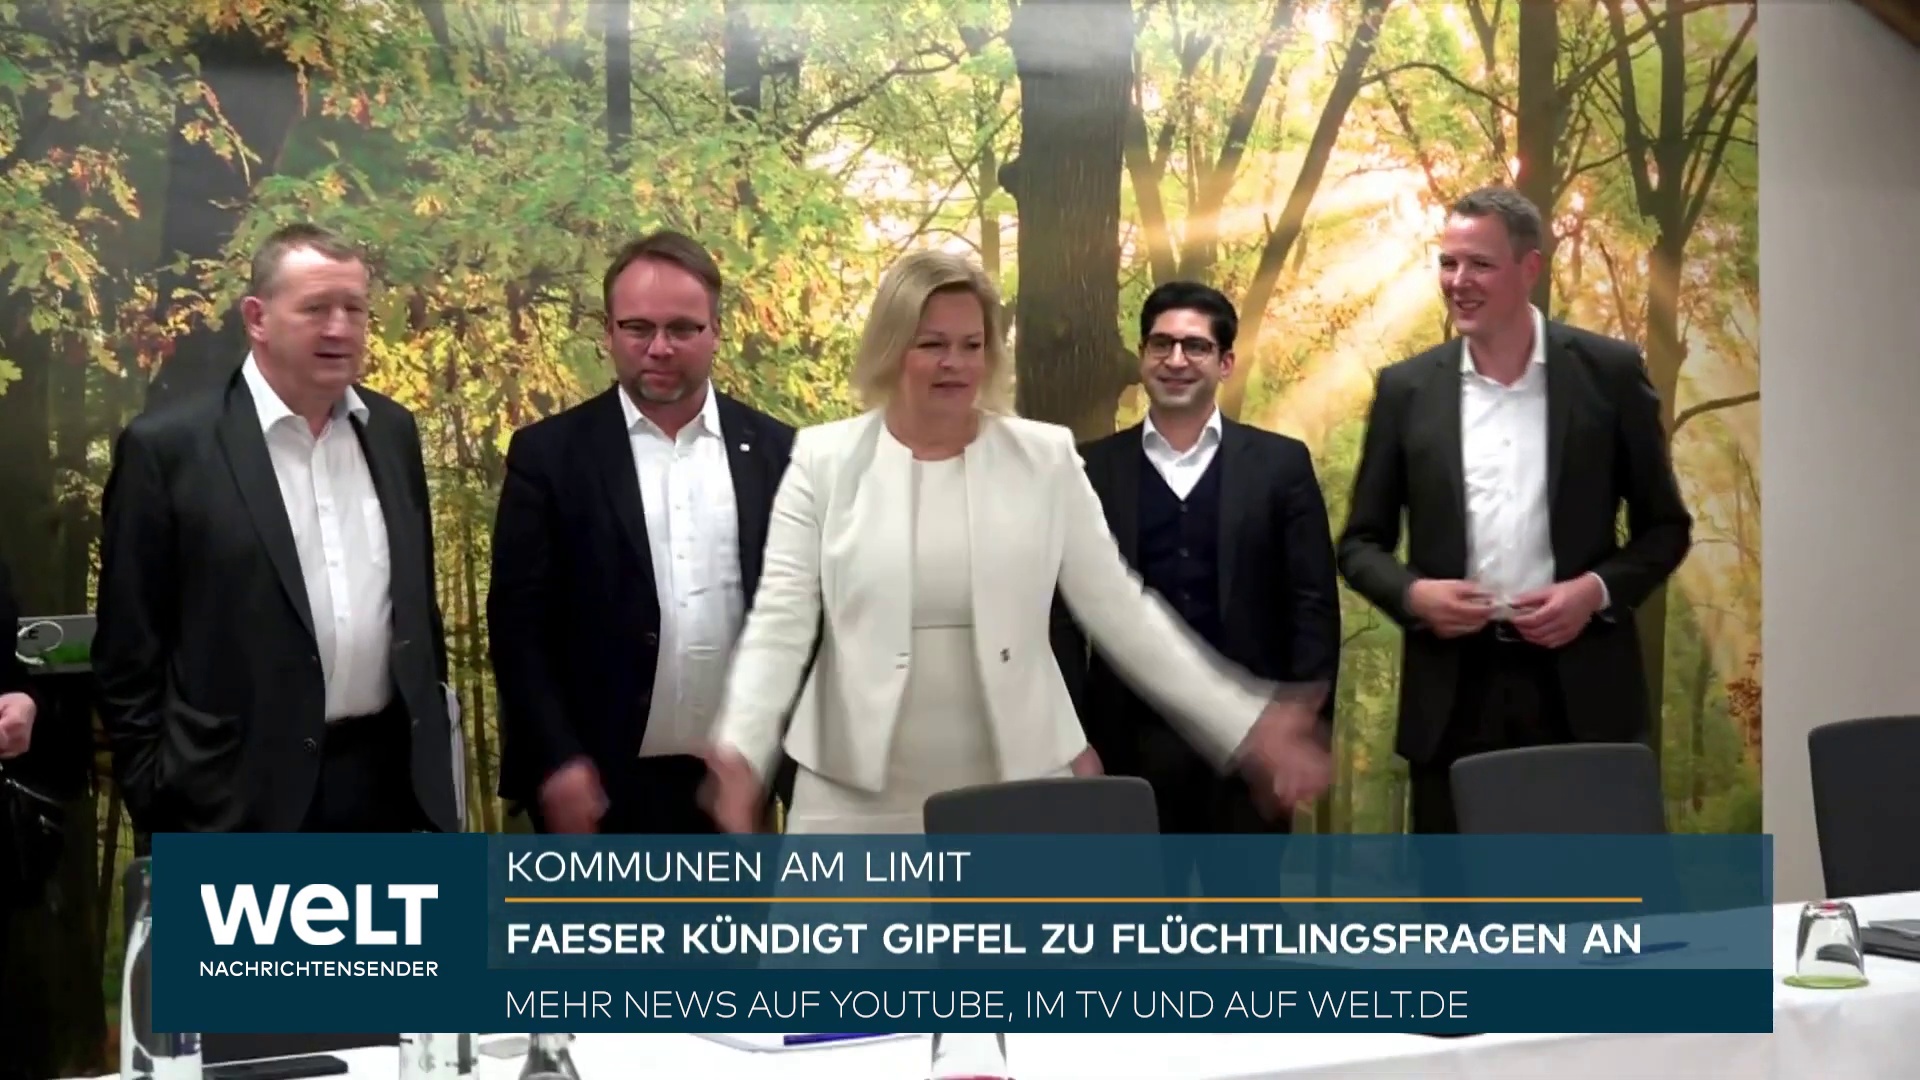 WELT
NACHRICHTENSENDER
KOMMUNEN AM LIMIT
FAESER KÜNDIGT GIPFEL ZU FLÜCHTLINGSFRAGEN AN
MEHR NEWS AUF YOUTUBE, IM TV UND AUF WELT.DE